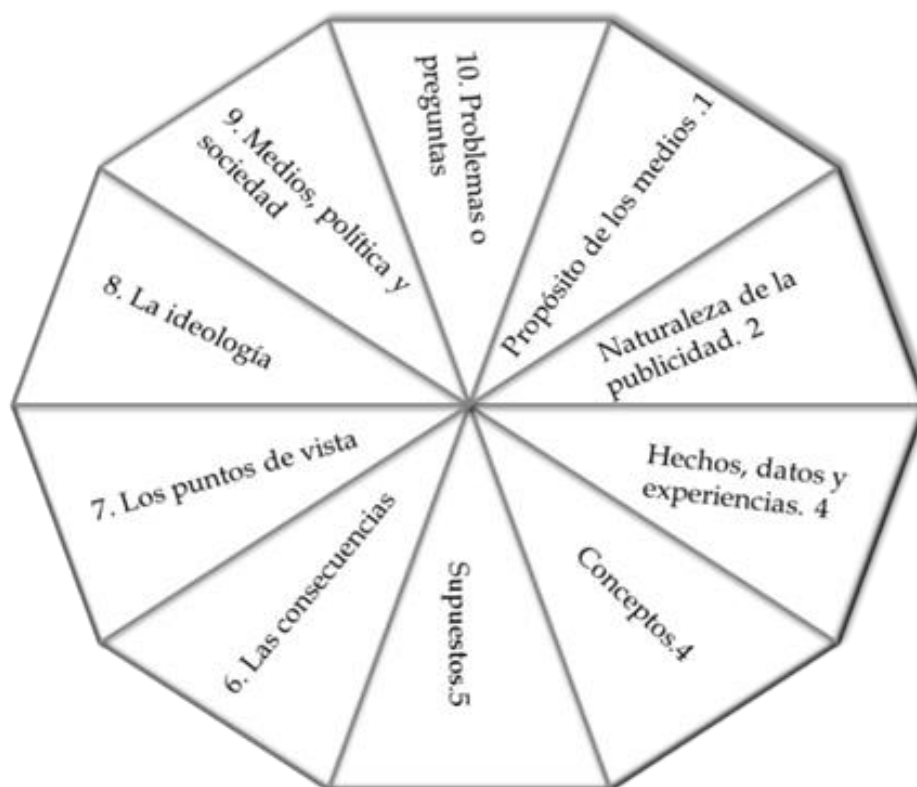 10. Problemas o
preguntas
Propósito de los medios .1
Naturaleza de la
publicidad. 2
Hechos, datos y
experiencias. 4
Conceptos.4
Supuestos.5
6. Las consecuencias
7. Los puntos de vista
8. La ideología
9. Medios, política y
sociedad